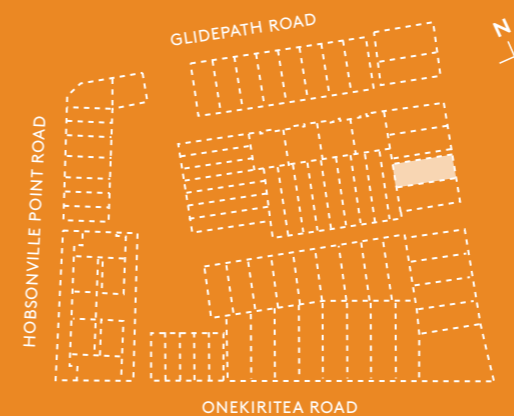 GLIDEPATH ROAD
N
HOBSONVILLE POINT ROAD
ONEKIRITEA ROAD